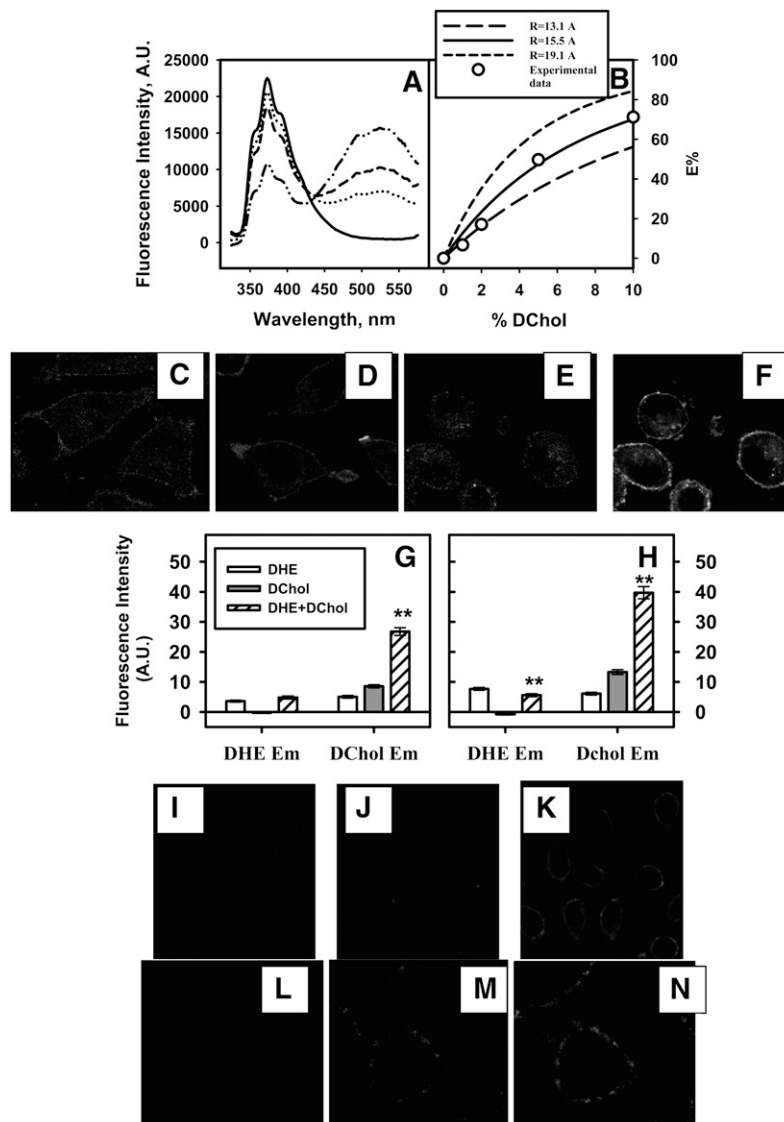 R=13.1 A
R=15.5 A
R=19.1 A
Experimental
data
A
B
Fluorescence Intensity, A.U.
25000
20000
15000
10000
5000
0
350 400 450 500 550
Wavelength, nm
100
80
60
40
20
0
E%
0 2 4 6 8 10
% DChol
C
D
E
F
G
H
DHE
DChol
DHE+DChol
Fluorescence Intensity
(A.U.)
50
40
30
20
10
0
**
**
**
50
40
30
20
10
0
DHE Em DChol Em
DHE Em Dchol Em
I
J
K
L
M
N